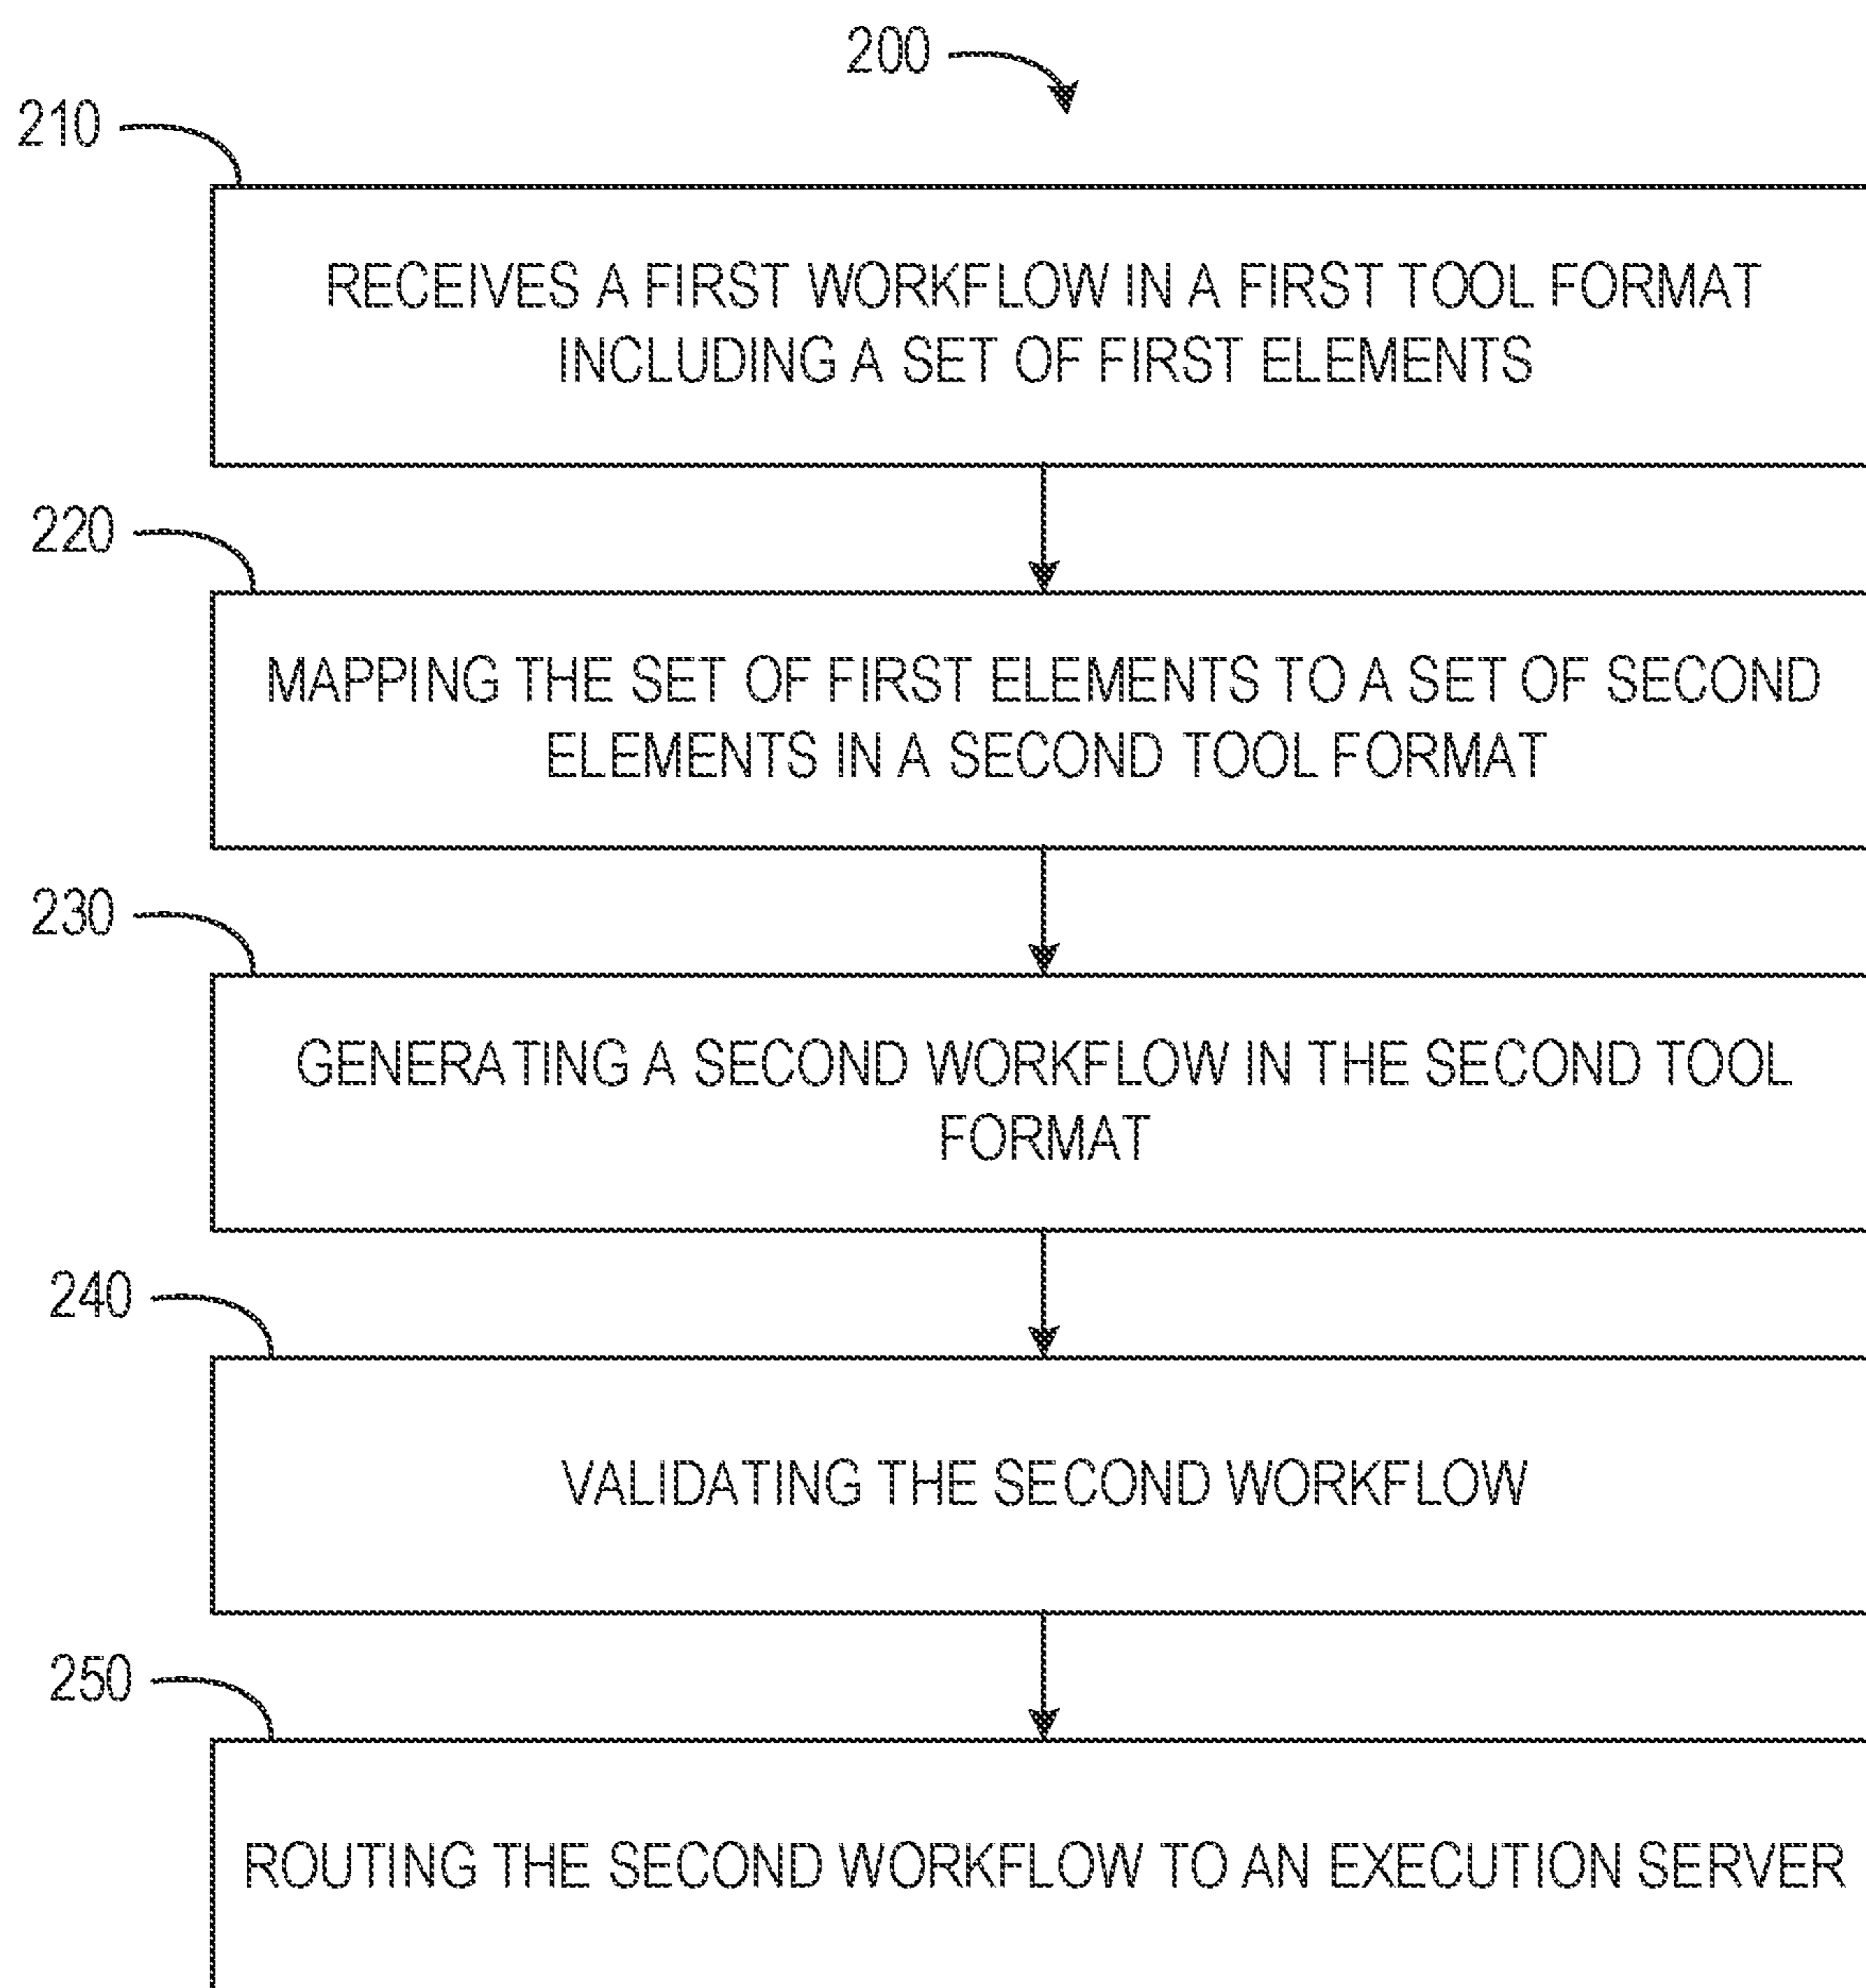 200
210
RECEIVES A FIRST WORKFLOW IN A FIRST TOOL FORMAT
INCLUDING A SET OF FIRST ELEMENTS
220
MAPPING THE SET OF FIRST ELEMENTS TO A SET OF SECOND
ELEMENTS IN A SECOND TOOL FORMAT
230
GENERATING A SECOND WORKFLOW IN THE SECOND TOOL
FORMAT
240
VALIDATING THE SECOND WORKFLOW
250
ROUTING THE SECOND WORKFLOW TO AN EXECUTION SERVER